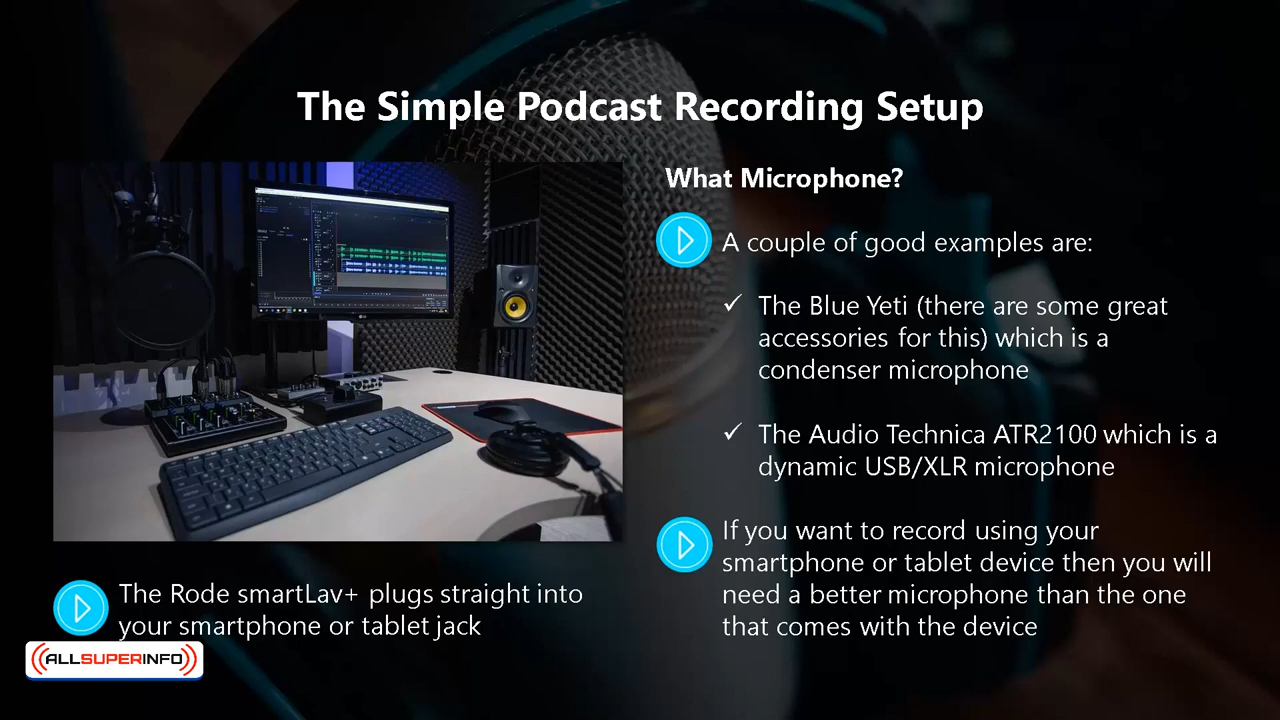 The Simple Podcast Recording Setup
What Microphone?
A couple of good examples are:
✓ The Blue Yeti (there are some great
accessories for this) which is a
condenser microphone
✓ The Audio Technica ATR2100 which is a
dynamic USB/XLR microphone
If you want to record using your
smartphone or tablet device then you will
need a better microphone than the one
that comes with the device
The Rode smartLav+ plugs straight into
your smartphone or tablet jack
ALLSUPERINFO